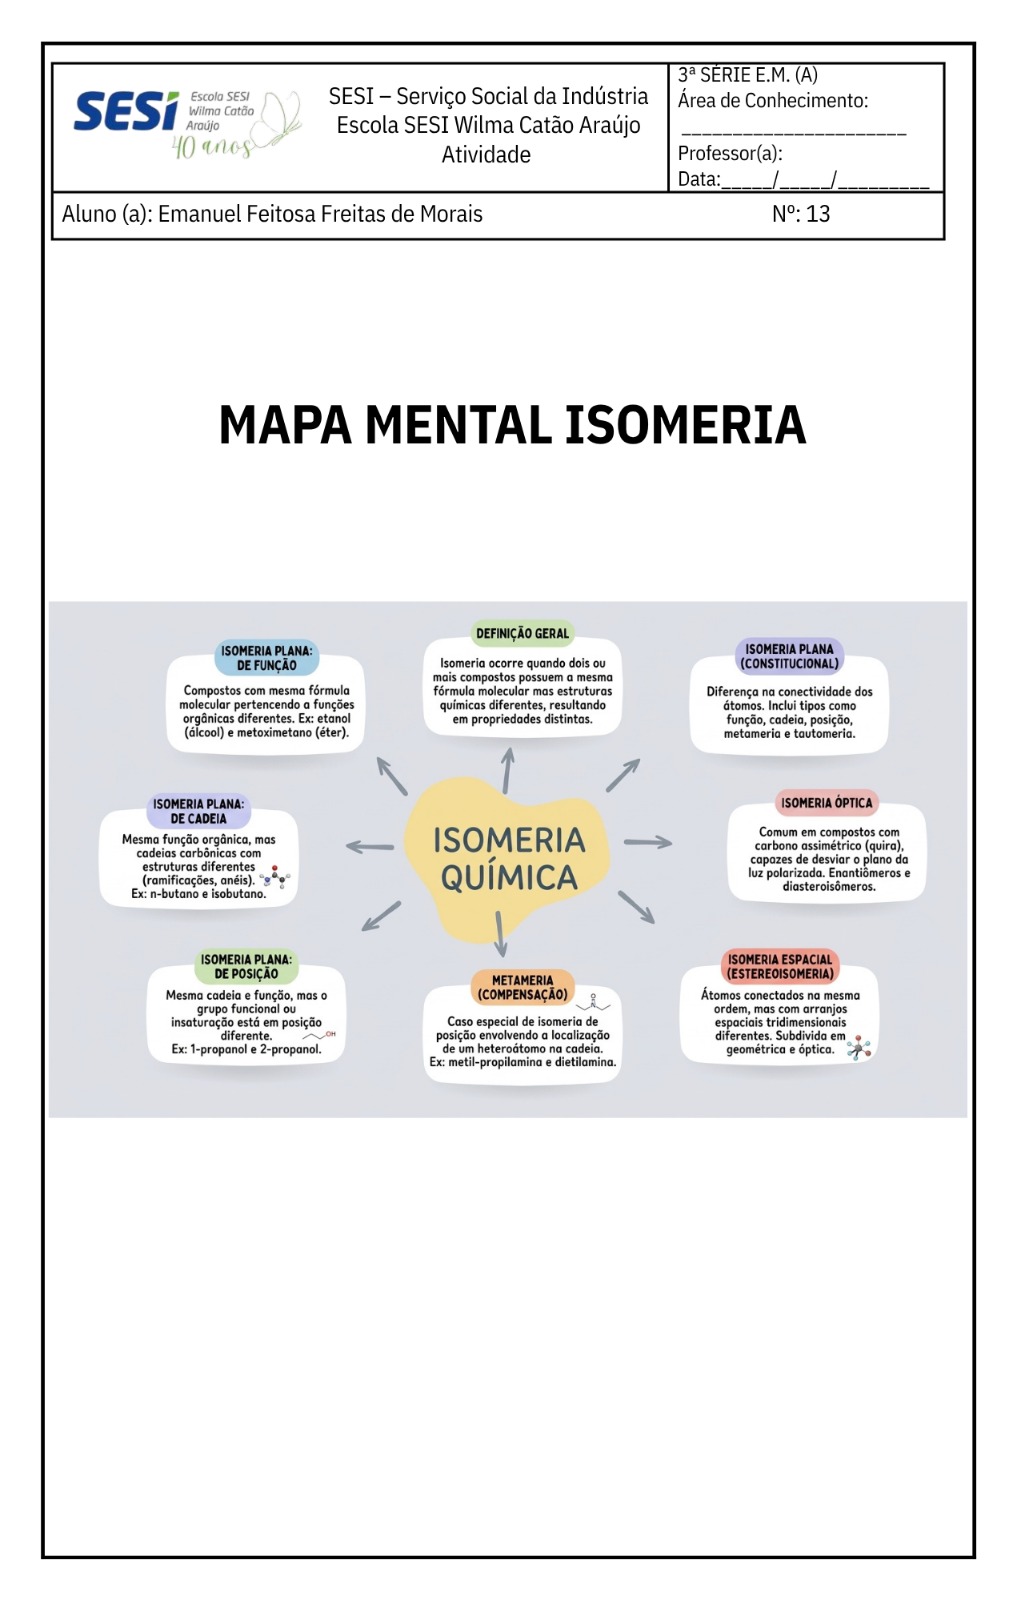 SESI
Escola SESI
Wilma Catão
Araújo
40 anos
SESI – Serviço Social da Indústria
Escola SESI Wilma Catão Araújo
Atividade
3ª SÉRIE E.M. (A)
Área de Conhecimento:
______________________
Professor(a):
Data:_____/_____/_________
Aluno (a): Emanuel Feitosa Freitas de Morais Nº: 13
MAPA MENTAL ISOMERIA
ISOMERIA PLANA:
DE FUNÇÃO
Compostos com mesma fórmula
molecular pertencendo a funções
orgânicas diferentes. Ex: etanol
(álcool) e metoximetano (éter).
DEFINIÇÃO GERAL
Isomeria ocorre quando dois ou
mais compostos possuem a mesma
fórmula molecular mas estruturas
químicas diferentes, resultando
em propriedades distintas.
ISOMERIA PLANA
(CONSTITUCIONAL)
Diferença na conectividade dos
átomos. Inclui tipos como
função, cadeia, posição,
metameria e tautomeria.
ISOMERIA PLANA:
DE CADEIA
Mesma função orgânica, mas
cadeias carbônicas com
estruturas diferentes
(ramificações, anéis).
Ex: n-butano e isobutano.
ISOMERIA
QUÍMICA
ISOMERIA ÓPTICA
Comum em compostos com
carbono assimétrico (quira),
capazes de desviar o plano da
luz polarizada. Enantiômeros e
diasteroisômeros.
ISOMERIA PLANA:
DE POSIÇÃO
Mesma cadeia e função, mas o
grupo funcional ou
insaturação está em posição
diferente.
OH
Ex: 1-propanol e 2-propanol.
METAMERIA
(COMPENSAÇÃO)
Caso especial de isomeria de
posição envolvendo a localização
de um heteroátomo na cadeia.
Ex: metil-propilamina e dietilamina.
ISOMERIA ESPACIAL
(ESTEREOISOMERIA)
Átomos conectados na mesma
ordem, mas com arranjos
espaciais tridimensionais
diferentes. Subdivida em
geométrica e óptica.